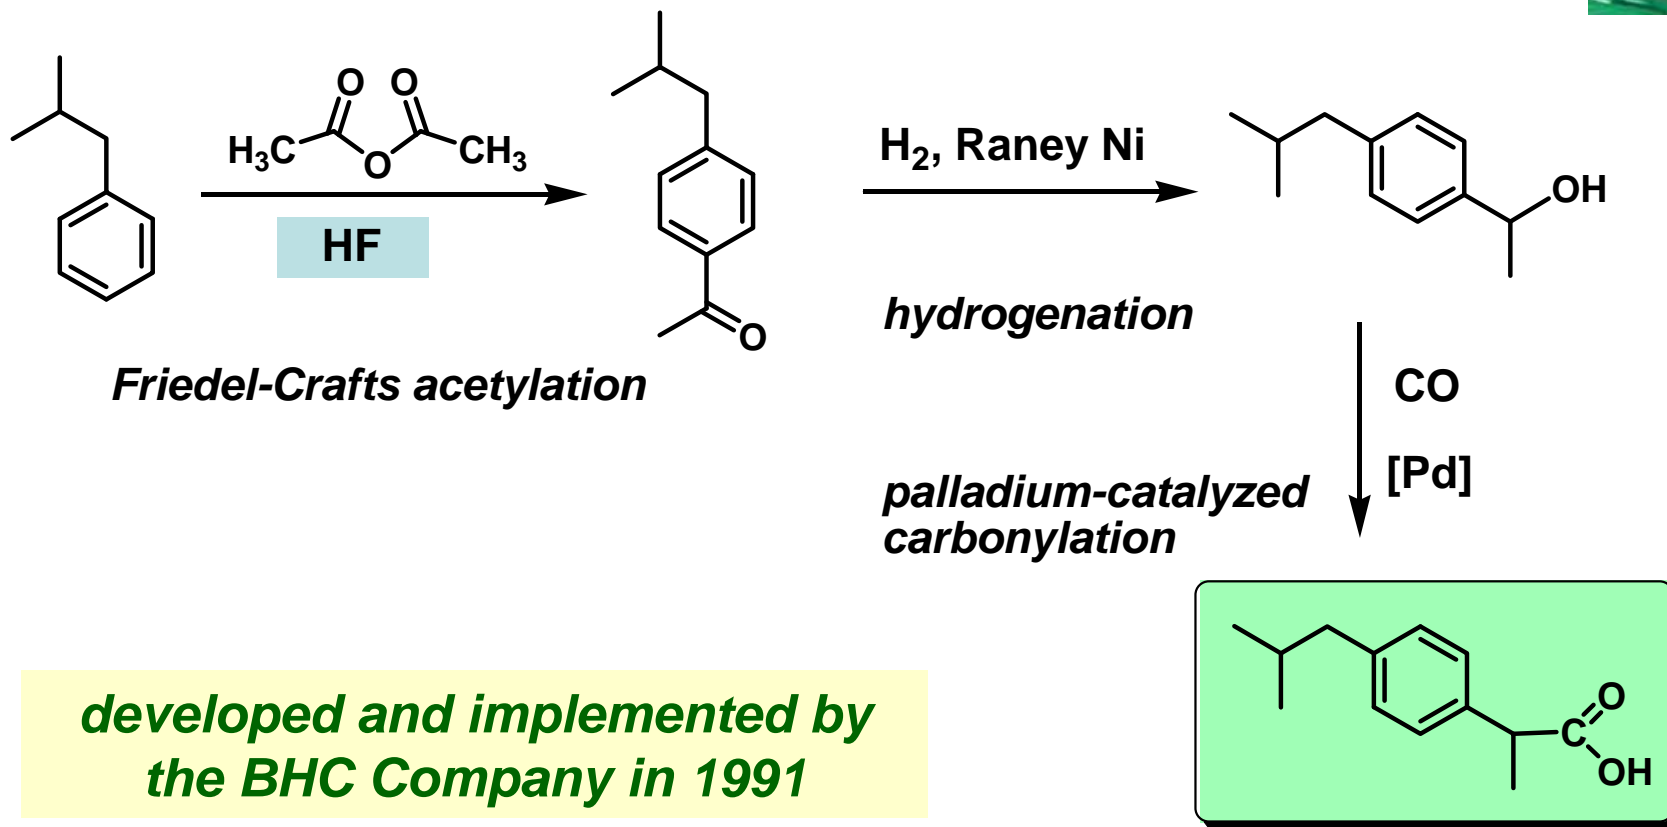 O O
H3C O CH3
HF
O
Friedel-Crafts acetylation
H2, Raney Ni
hydrogenation
OH
CO
[Pd]
palladium-catalyzed
carbonylation
O
C
OH
developed and implemented by
the BHC Company in 1991